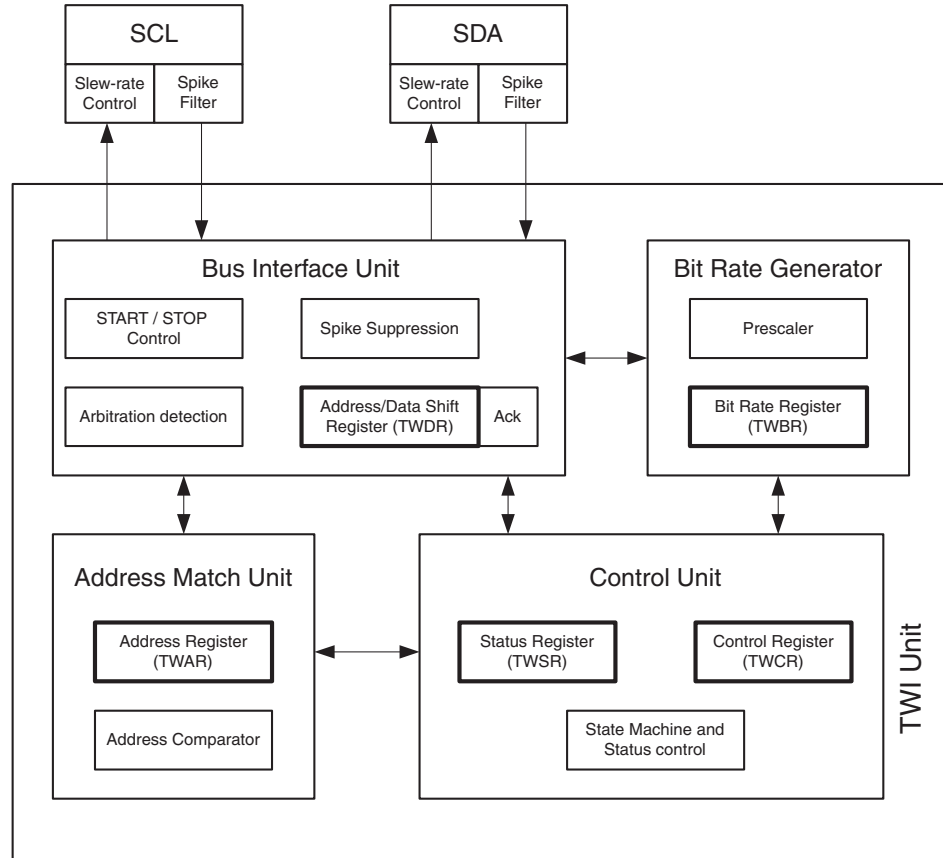 SCL
Slew-rate
Control
Spike
Filter
SDA
Slew-rate
Control
Spike
Filter
Bus Interface Unit
START / STOP
Control
Spike Suppression
Arbitration detection
Address/Data Shift
Register (TWDR)
Ack
Bit Rate Generator
Prescaler
Bit Rate Register
(TWBR)
Address Match Unit
Address Register
(TWAR)
Address Comparator
Control Unit
Status Register
(TWSR)
Control Register
(TWCR)
State Machine and
Status control
TWI Unit